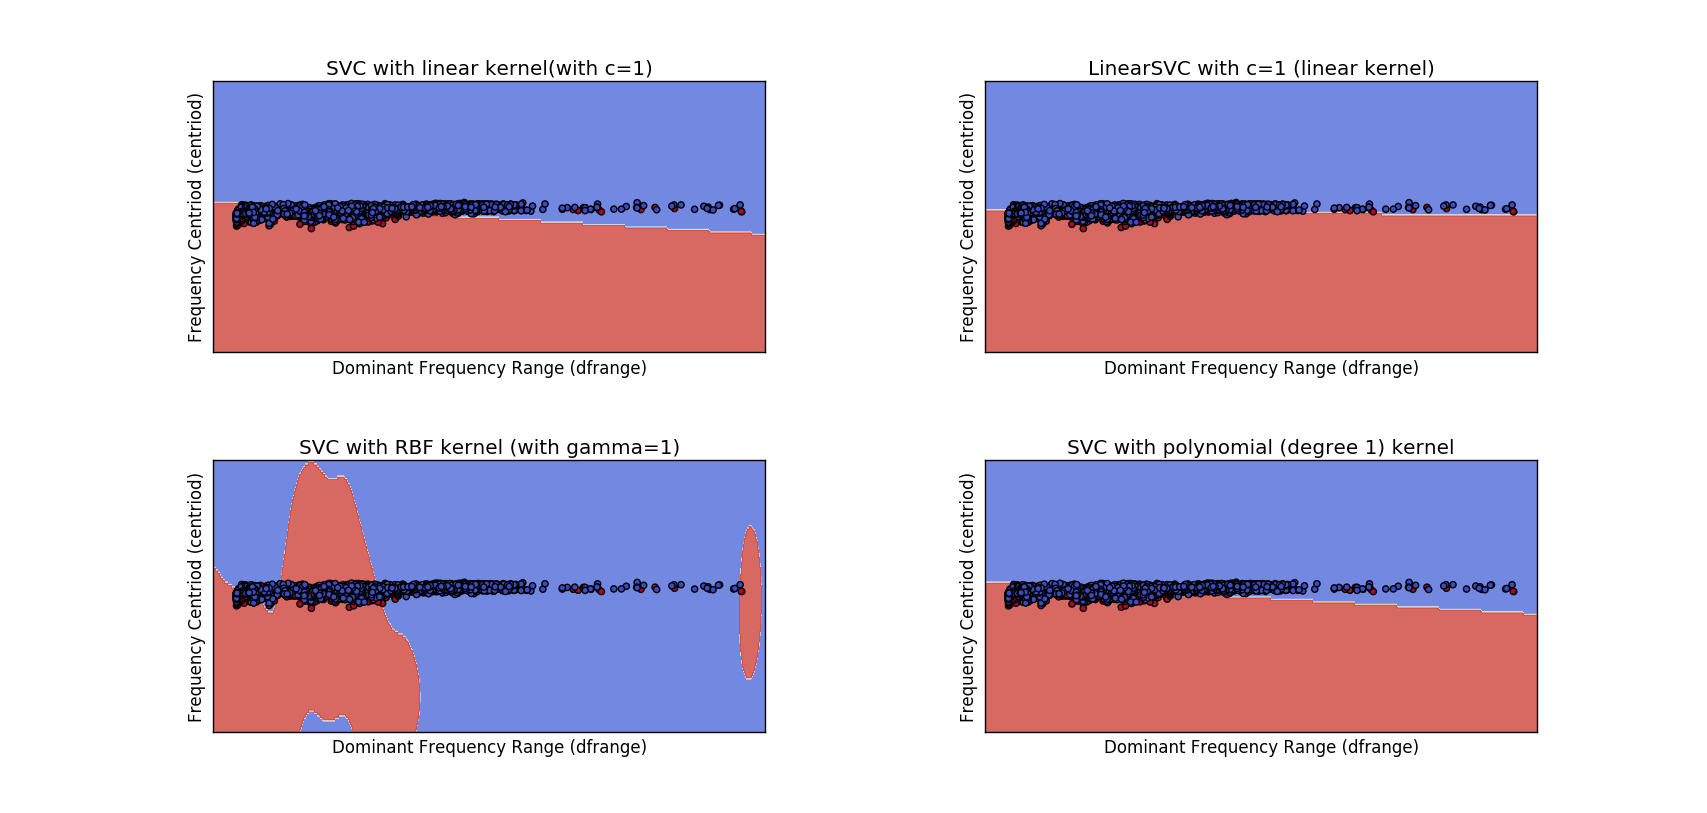 SVC with linear kernel(with c=1)
Frequency Centriod (centriod)
Dominant Frequency Range (dfrange)
LinearSVC with c=1 (linear kernel)
Frequency Centriod (centriod)
Dominant Frequency Range (dfrange)
SVC with RBF kernel (with gamma=1)
Frequency Centriod (centriod)
Dominant Frequency Range (dfrange)
SVC with polynomial (degree 1) kernel
Frequency Centriod (centriod)
Dominant Frequency Range (dfrange)